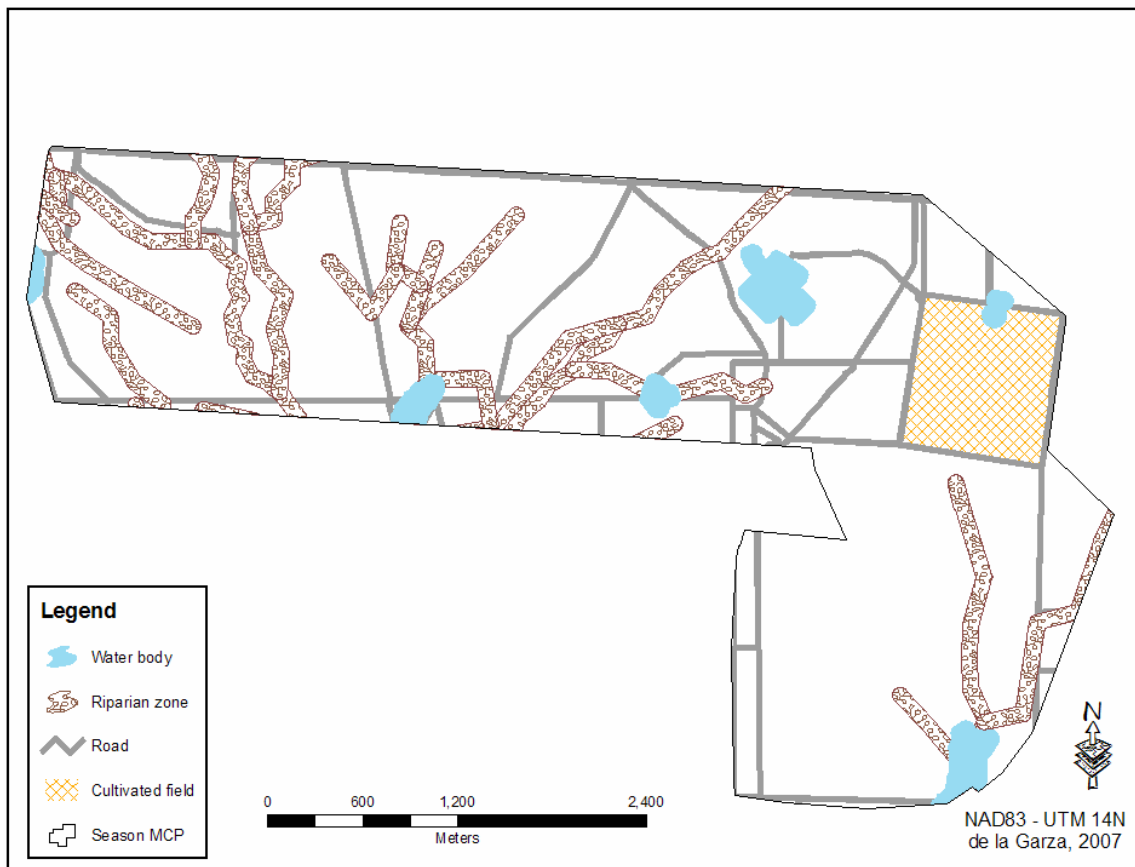 Legend
Water body
Riparian zone
Road
Cultivated field
Season MCP
0 600 1,200 2,400
Meters
N
NAD83 - UTM 14N
de la Garza, 2007